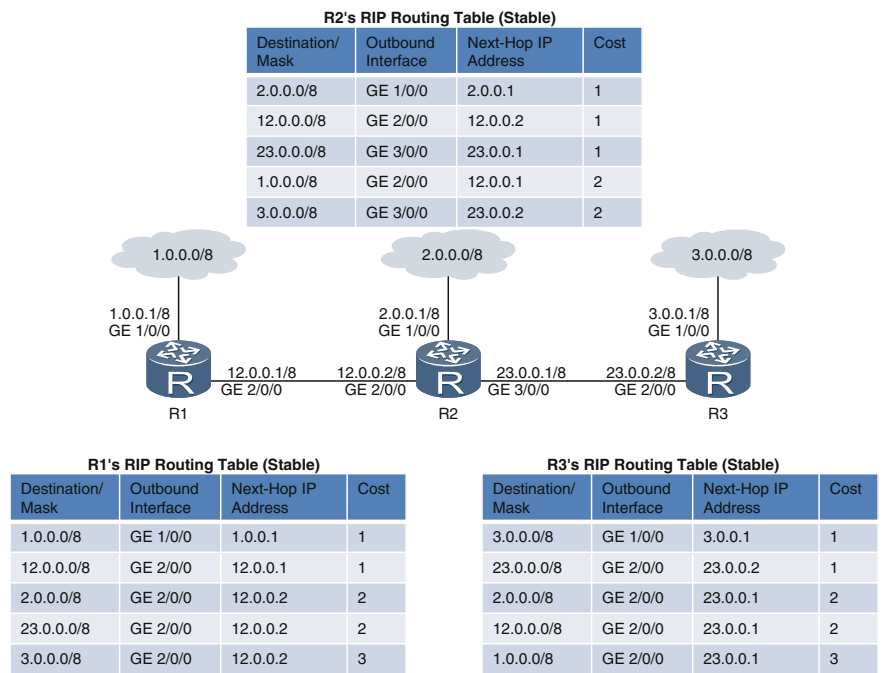 R2's RIP Routing Table (Stable)
Destination/ Outbound Next-Hop IP Cost
Mask Interface Address
2.0.0.0/8 GE 1/0/0 2.0.0.1 1
12.0.0.0/8 GE 2/0/0 12.0.0.2 1
23.0.0.0/8 GE 3/0/0 23.0.0.1 1
1.0.0.0/8 GE 2/0/0 12.0.0.1 2
3.0.0.0/8 GE 3/0/0 23.0.0.2 2
1.0.0.0/8 2.0.0.0/8 3.0.0.0/8
1.0.0.1/8 2.0.0.1/8 3.0.0.1/8
GE 1/0/0 GE 1/0/0 GE 1/0/0
12.0.0.1/8 12.0.0.2/8 23.0.0.1/8 23.0.0.2/8
R R R
GE 2/0/0 GE 2/0/0 GE 3/0/0 GE 2/0/0
R1 R2 R3
R1's RIP Routing Table (Stable)
Destination/ Outbound Next-Hop IP Cost
Mask Interface Address
1.0.0.0/8 GE 1/0/0 1.0.0.1 1
12.0.0.0/8 GE 2/0/0 12.0.0.1 1
2.0.0.0/8 GE 2/0/0 12.0.0.2 2
23.0.0.0/8 GE 2/0/0 12.0.0.2 2
3.0.0.0/8 GE 2/0/0 12.0.0.2 3
R3's RIP Routing Table (Stable)
Destination/ Outbound Next-Hop IP Cost
Mask Interface Address
3.0.0.0/8 GE 1/0/0 3.0.0.1 1
23.0.0.0/8 GE 2/0/0 23.0.0.2 1
2.0.0.0/8 GE 2/0/0 23.0.0.1 2
12.0.0.0/8 GE 2/0/0 23.0.0.1 2
1.0.0.0/8 GE 2/0/0 23.0.0.1 3